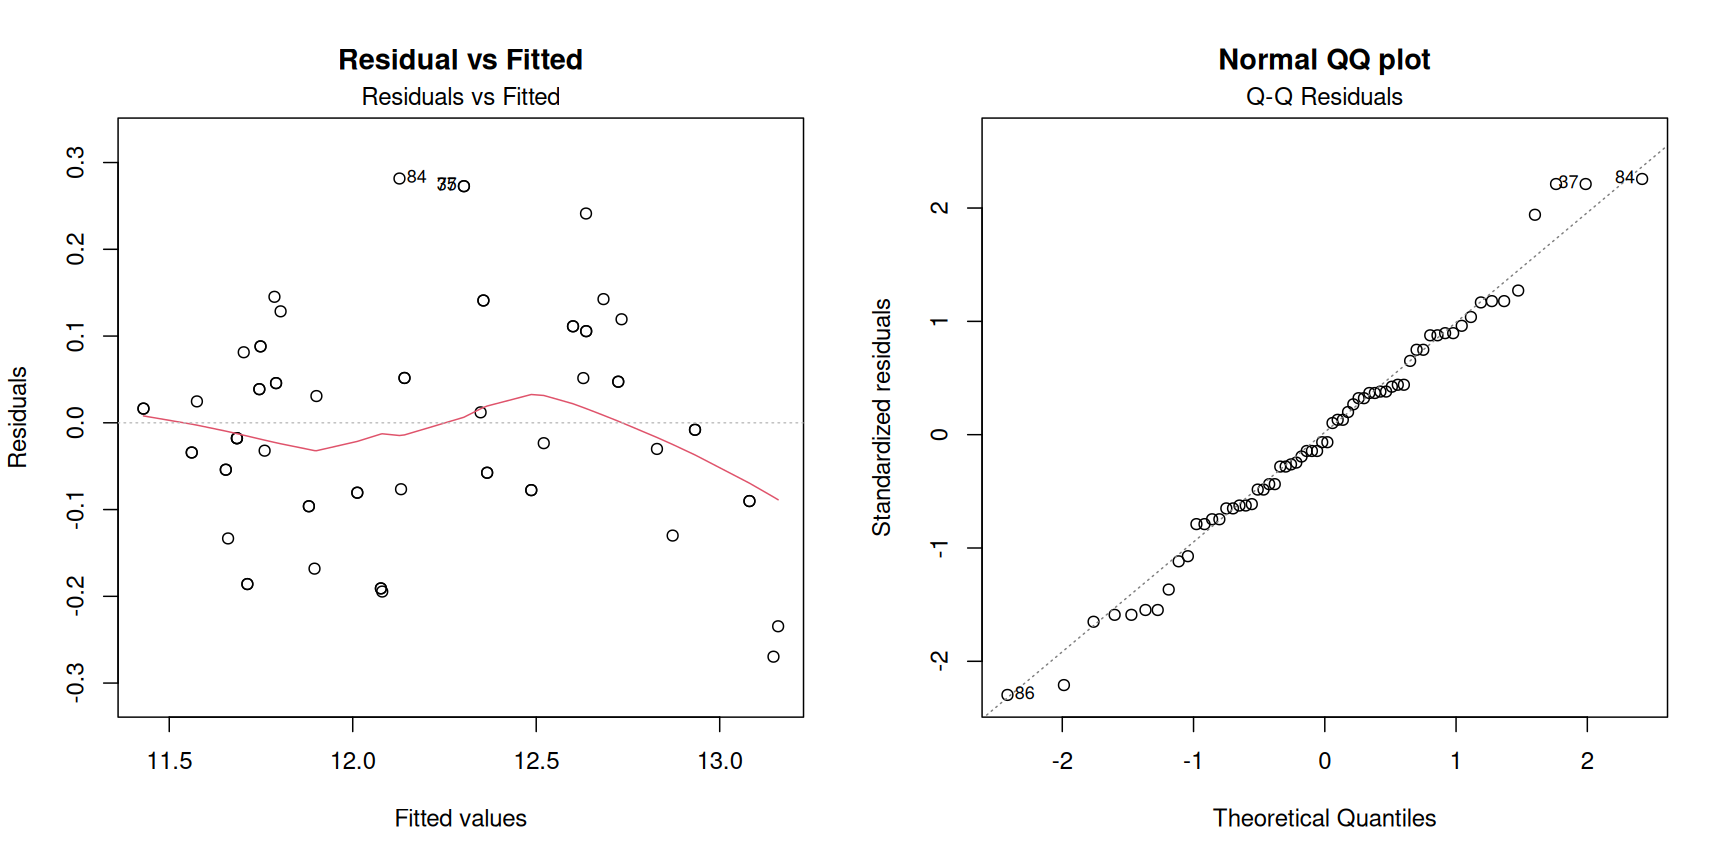 Residual vs Fitted
Residuals vs Fitted
Residuals
0.3
0.2
0.1
0.0
-0.1
-0.2
-0.3
84
11.5 12.0 12.5 13.0
Fitted values
Normal QQ plot
Q-Q Residuals
Standardized residuals
2
1
0
-1
-2
37
84
86
-2 -1 0 1 2
Theoretical Quantiles